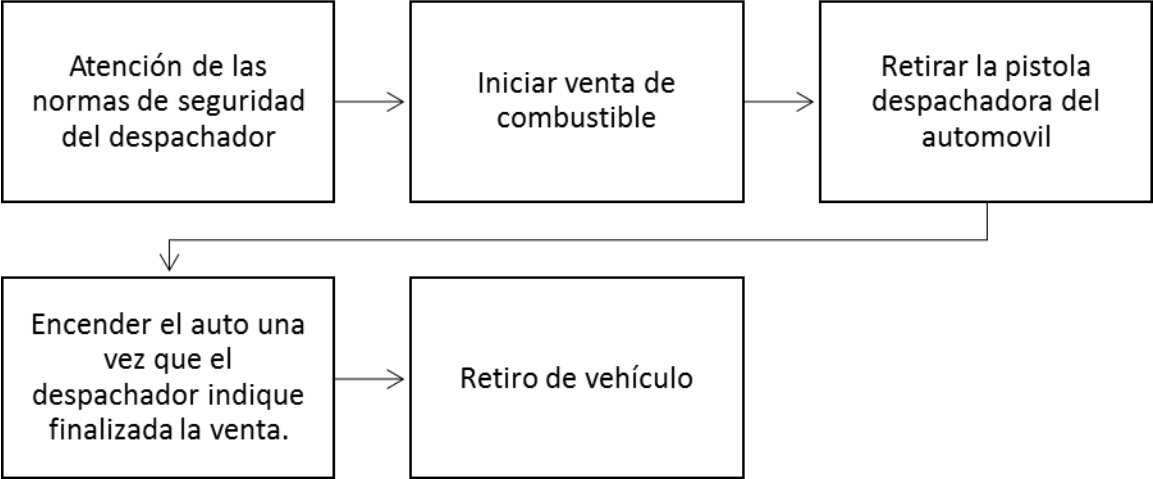 Atención de las
normas de seguridad
del despachador
Iniciar venta de
combustible
Retirar la pistola
despachadora del
automovil
Encender el auto una
vez que el
despachador indique
finalizada la venta.
Retiro de vehículo